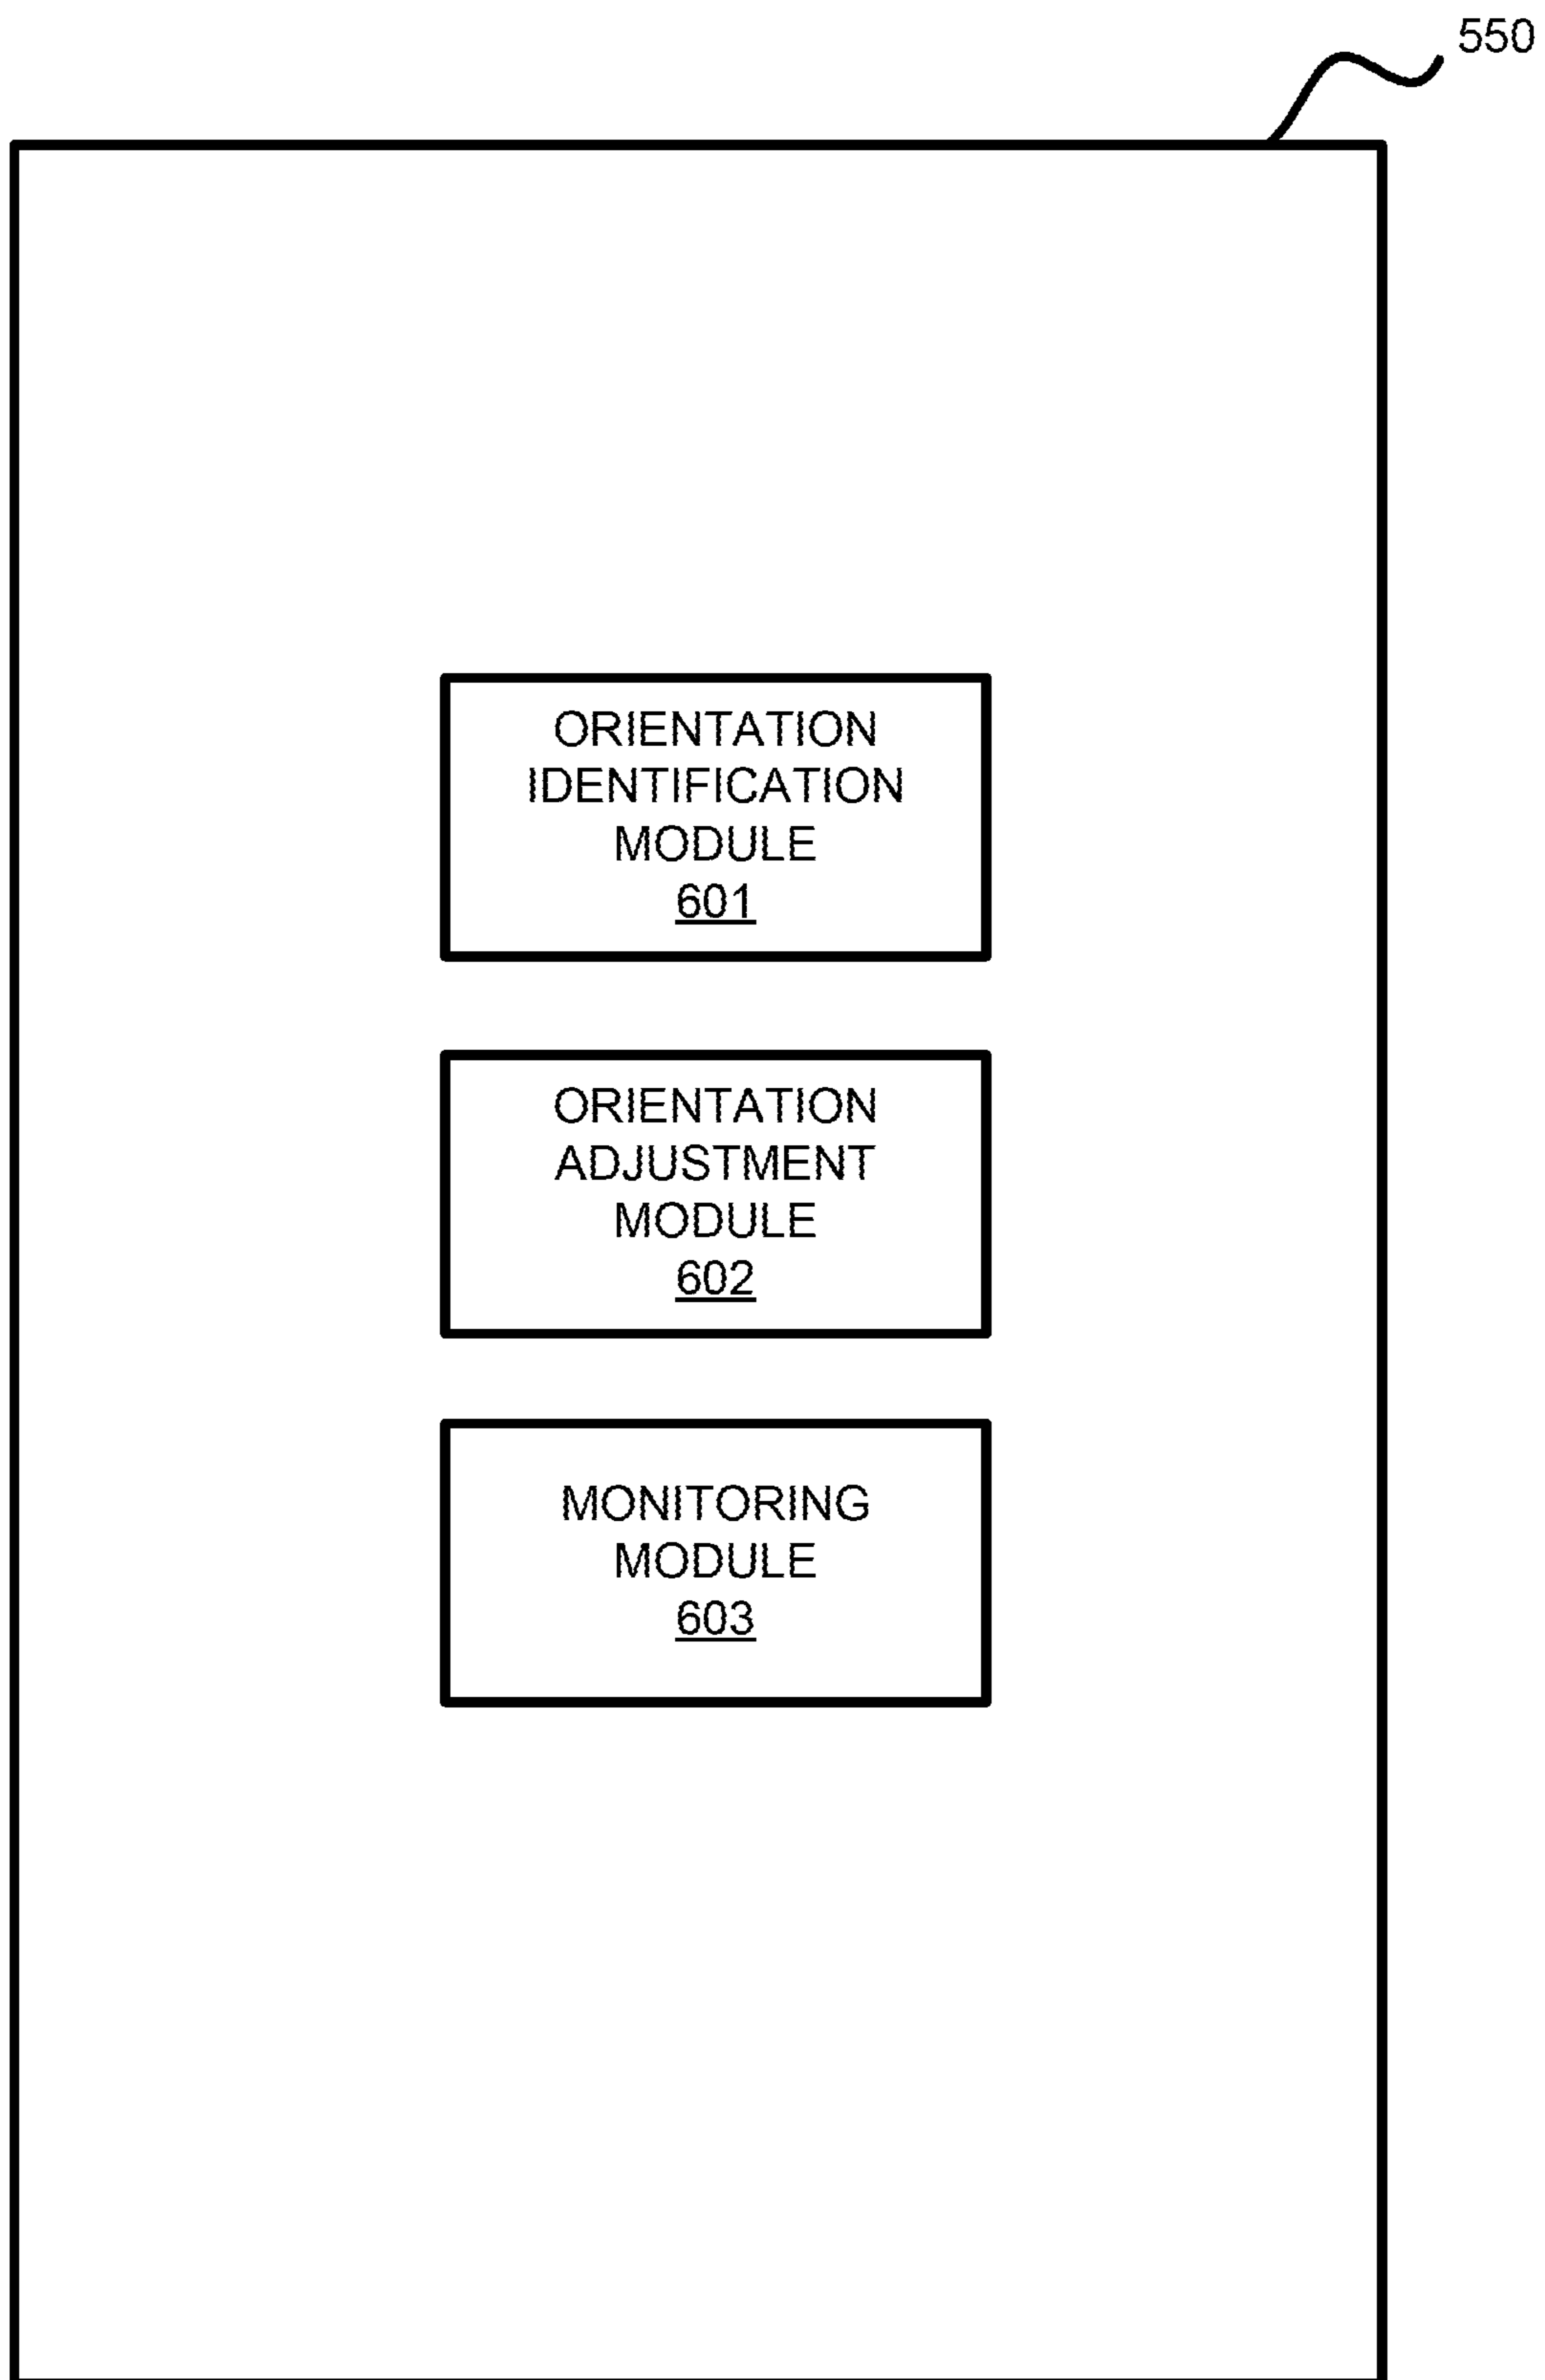 550
ORIENTATION
IDENTIFICATION
MODULE
601
ORIENTATION
ADJUSTMENT
MODULE
602
MONITORING
MODULE
603